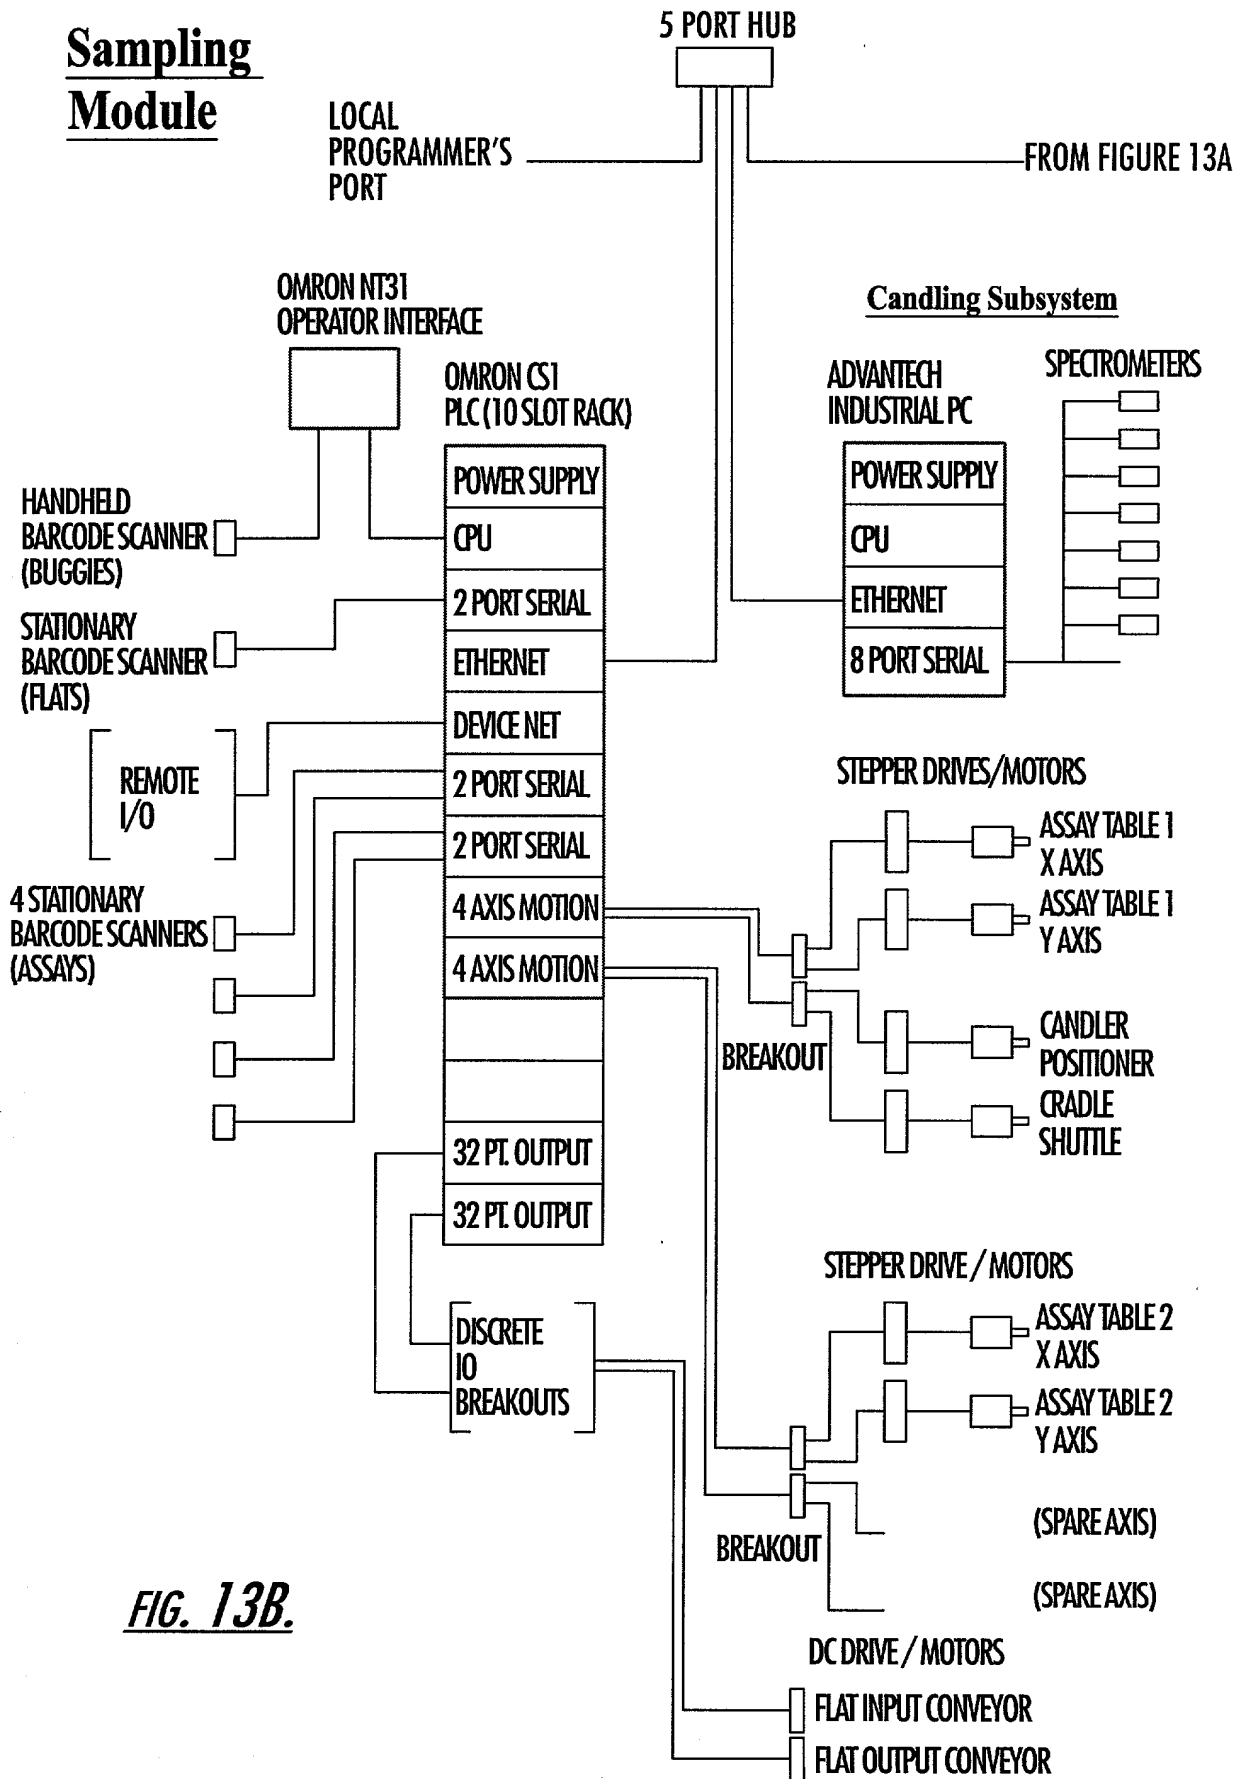 Sampling
Module
5 PORT HUB
LOCAL
PROGRAMMER'S
PORT
FROM FIGURE 13A
OMRON NT31
OPERATOR INTERFACE
Candling Subsystem
OMRON CS1
PLC (10 SLOT RACK)
ADVANTECH
INDUSTRIAL PC
SPECTROMETERS
POWER SUPPLY
CPU
2 PORT SERIAL
ETHERNET
DEVICE NET
2 PORT SERIAL
2 PORT SERIAL
4 AXIS MOTION
4 AXIS MOTION
32 PT. OUTPUT
32 PT. OUTPUT
POWER SUPPLY
CPU
ETHERNET
8 PORT SERIAL
HANDHELD
BARCODE SCANNER
(BUGGIES)
STATIONARY
BARCODE SCANNER
(FLATS)
REMOTE
I/O
4 STATIONARY
BARCODE SCANNERS
(ASSAYS)
STEPPER DRIVES/MOTORS
ASSAY TABLE 1
X AXIS
ASSAY TABLE 1
Y AXIS
BREAKOUT
CANDLER
POSITIONER
CRADLE
SHUTTLE
STEPPER DRIVE / MOTORS
DISCRETE
IO
BREAKOUTS
ASSAY TABLE 2
X AXIS
ASSAY TABLE 2
Y AXIS
BREAKOUT
(SPARE AXIS)
(SPARE AXIS)
FIG. 13B.
DC DRIVE / MOTORS
FLAT INPUT CONVEYOR
FLAT OUTPUT CONVEYOR